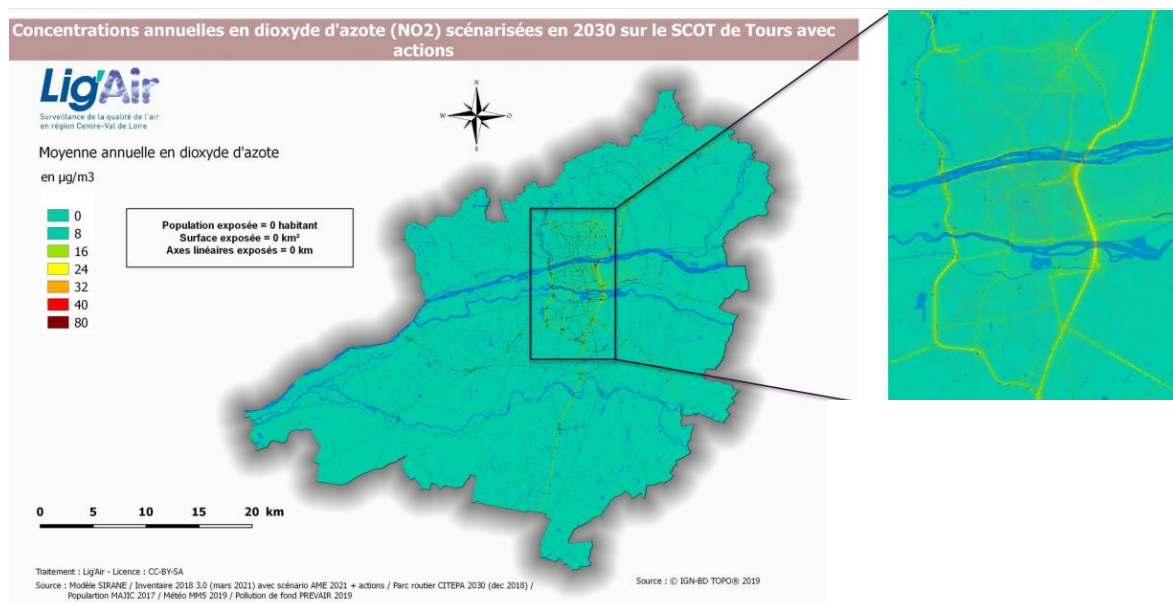 Concentrations annuelles en dioxyde d'azote (NO2) scénarisées en 2030 sur le SCOT de Tours avec
actions
Lig'Air
Surveillance de la qualité de l'air
en région Centre-Val de Loire
N
W
O
S
Moyenne annuelle en dioxyde d'azote
en µg/m3
0
8
16
24
32
40
80
Population exposée = 0 habitant
Surface exposée = 0 km²
Axes linéaires exposés = 0 km
0 5 10 15 20 km
Traitement : Lig'Air - Licence : CC-BY-SA
Source : Modèle SIRANE / Inventaire 2018 3.0 (mars 2021) avec scénario AME 2021 + actions / Parc routier CITEPA 2030 (dec 2018) /
Populartion MAJIC 2017 / Météo MM5 2019 / Pollution de fond PREVAIR 2019
Source : © IGN-BD TOPO® 2019